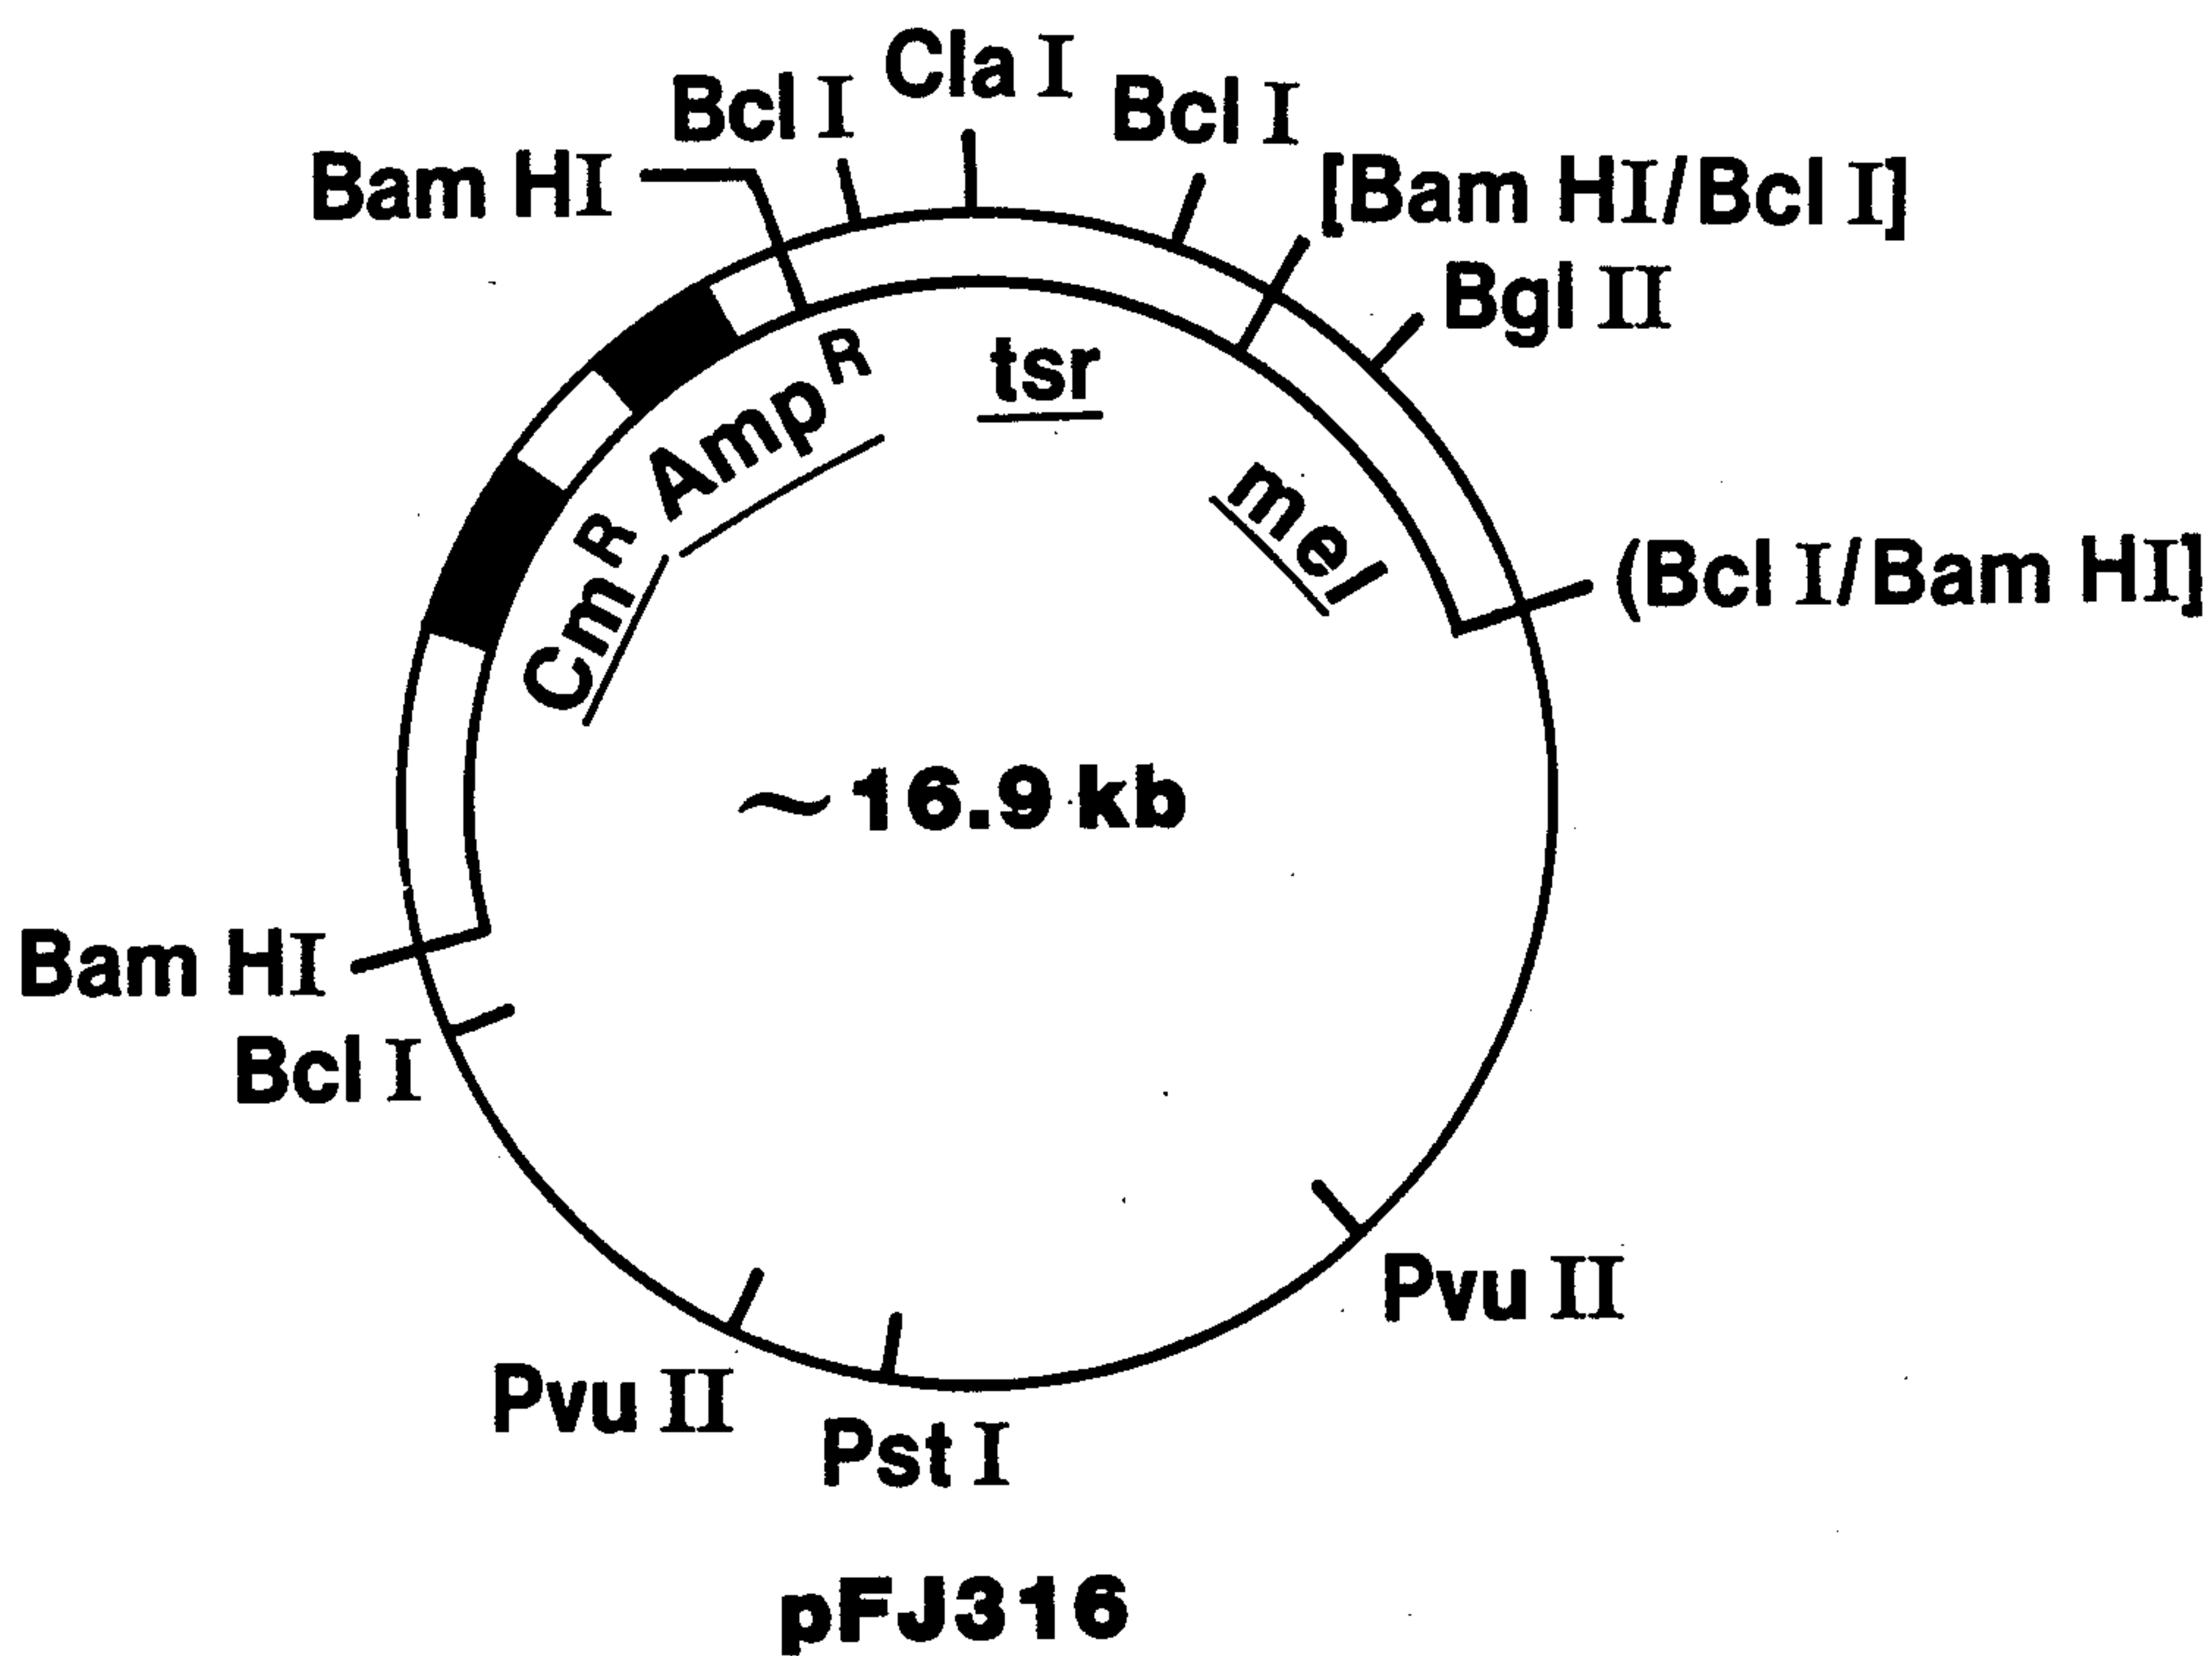 Cla I
Bcl I
Bcl I
Bam HI
[Bam HI/Bcl I]
Bgl II
Amp R
tsr
mel
Cm R
(Bcl I/Bam HI]
~16.9 kb
Bam HI
Bcl I
Pvu II
Pvu II
Pst I
pFJ316